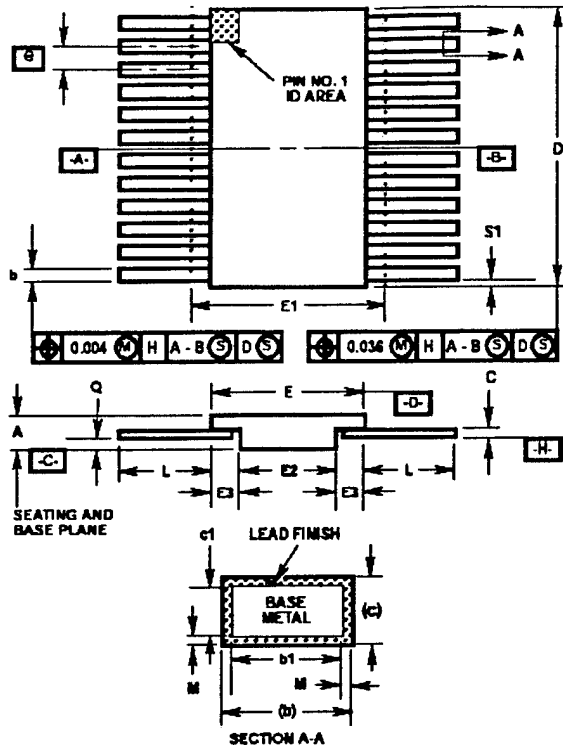 e
A
A
PIN NO. 1
ID AREA
-A-
-B-
D
S1
b
E1
0.004 M H A - B S D S
0.036 M H A - B S D S
Q
E
-D-
C
A
-C-
-H-
L
E2
L
E3
E3
SEATING AND
BASE PLANE
c1
LEAD FINISH
BASE
METAL
(c)
b1
M
M
(b)
SECTION A-A